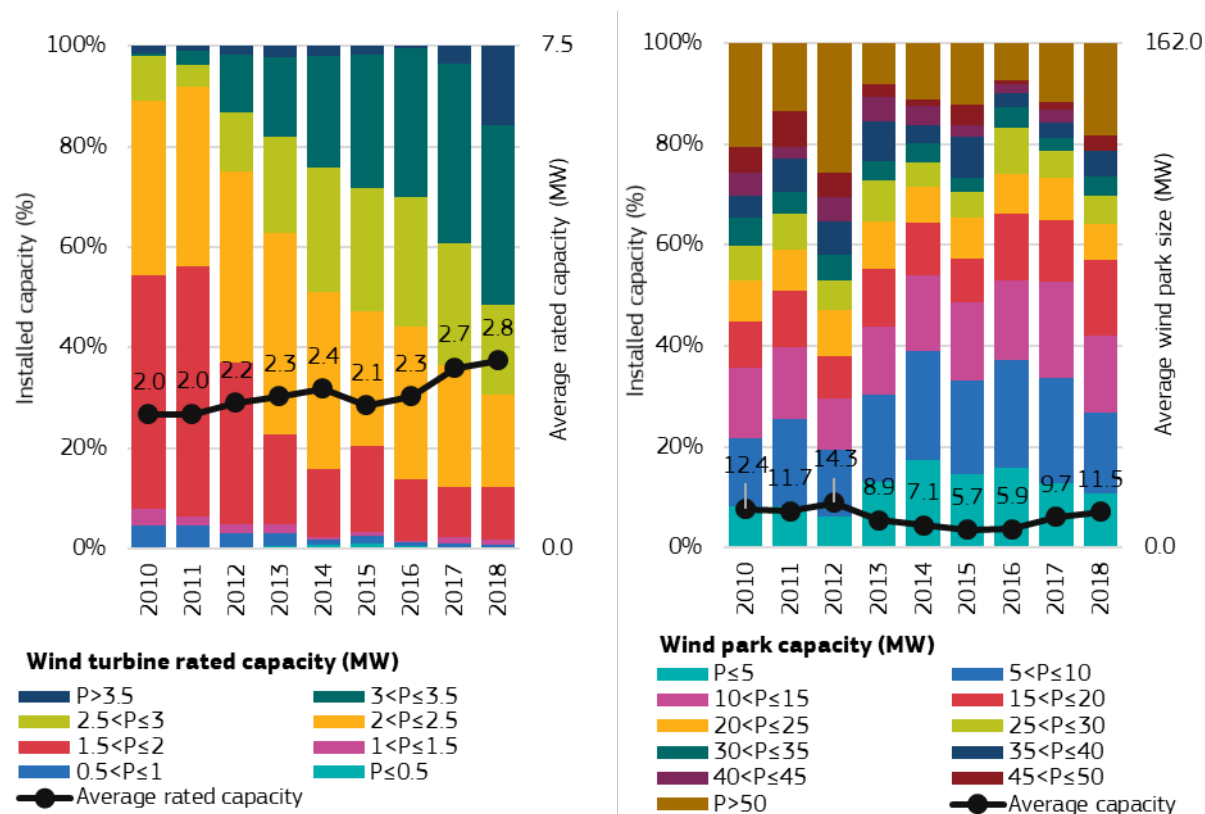 100%
80%
60%
40%
20%
0%
Installed capacity (%)
7.5
0.0
Average rated capacity (MW)
2.0
2.0
2.2
2.3
2.4
2.1
2.3
2.7
2.8
2010
2011
2012
2013
2014
2015
2016
2017
2018
Wind turbine rated capacity (MW)
P>3.5
3<P≤3.5
2.5<P≤3
2<P≤2.5
1.5<P≤2
1<P≤1.5
0.5<P≤1
P≤0.5
Average rated capacity
100%
80%
60%
40%
20%
0%
Installed capacity (%)
162.0
0.0
Average wind park size (MW)
12.4
11.7
14.3
8.9
7.1
5.7
5.9
9.7
11.5
2010
2011
2012
2013
2014
2015
2016
2017
2018
Wind park capacity (MW)
P≤5
5<P≤10
10<P≤15
15<P≤20
20<P≤25
25<P≤30
30<P≤35
35<P≤40
40<P≤45
45<P≤50
P>50
Average capacity